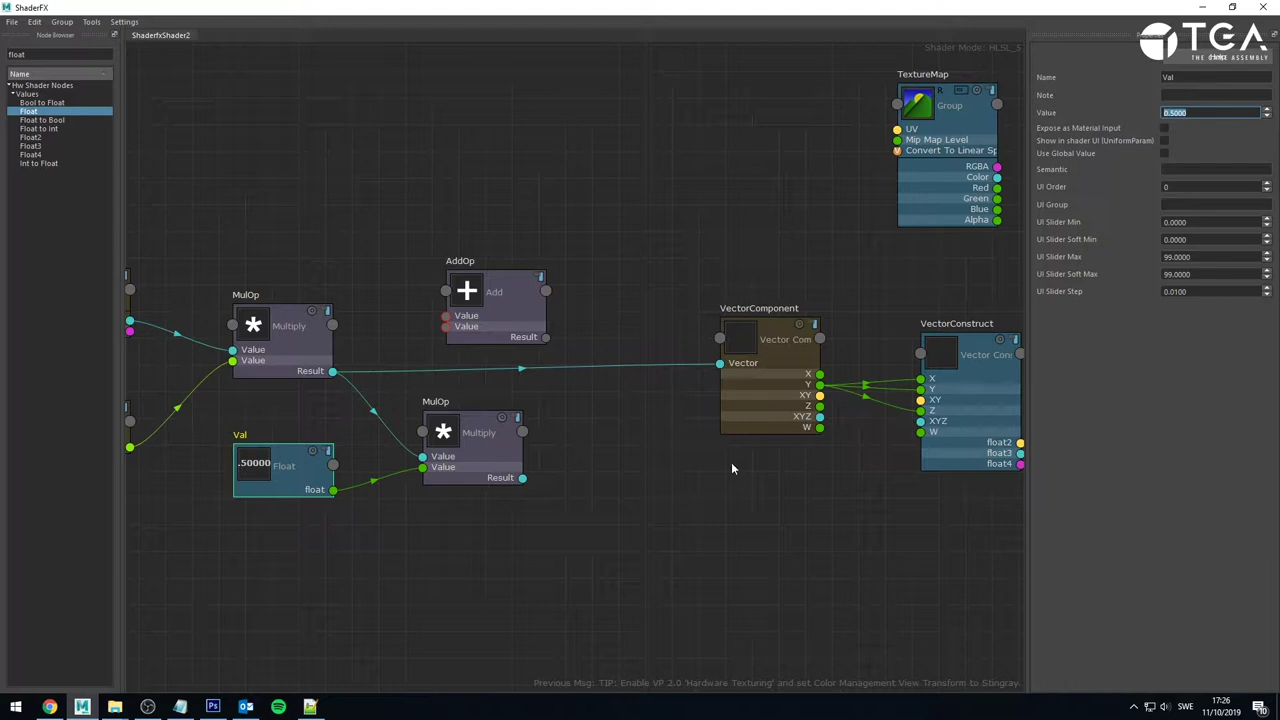 ShaderFX
File Edit Group Tools Settings
Node Browser
float
Name
Hw Shader Nodes
Values
Bool to Float
Float
Float to Bool
Float to Int
Float2
Float3
Float4
Int to Float
ShaderfxShader2
Shader Mode: HLSL_5
TextureMap
R
Group
UV
Mip Map Level
Convert To Linear Sp
RGBA
Color
Red
Green
Blue
Alpha
AddOp
Add
Value
Value
Result
MulOp
Multiply
Value
Value
Result
VectorComponent
Vector Com
Vector
X
Y
XY
Z
XYZ
W
VectorConstruct
Vector Cons
X
Y
XY
Z
XYZ
W
float2
float3
float4
MulOp
Multiply
Value
Value
Result
Val
.50000 Float
float
Previous Msg: TIP: Enable VP 2.0 'Hardware Texturing' and set Color Management View Transform to Stingray.
TGA
THE GAME ASSEMBLY
Help
Name Val
Note
Value 0.5000
Expose as Material Input
Show in shader UI (UniformParam)
Use Global Value
Semantic
UI Order 0
UI Group
UI Slider Min 0.0000
UI Slider Soft Min 0.0000
UI Slider Max 99.0000
UI Slider Soft Max 99.0000
UI Slider Step 0.0100
SWE
17:26
11/10/2019